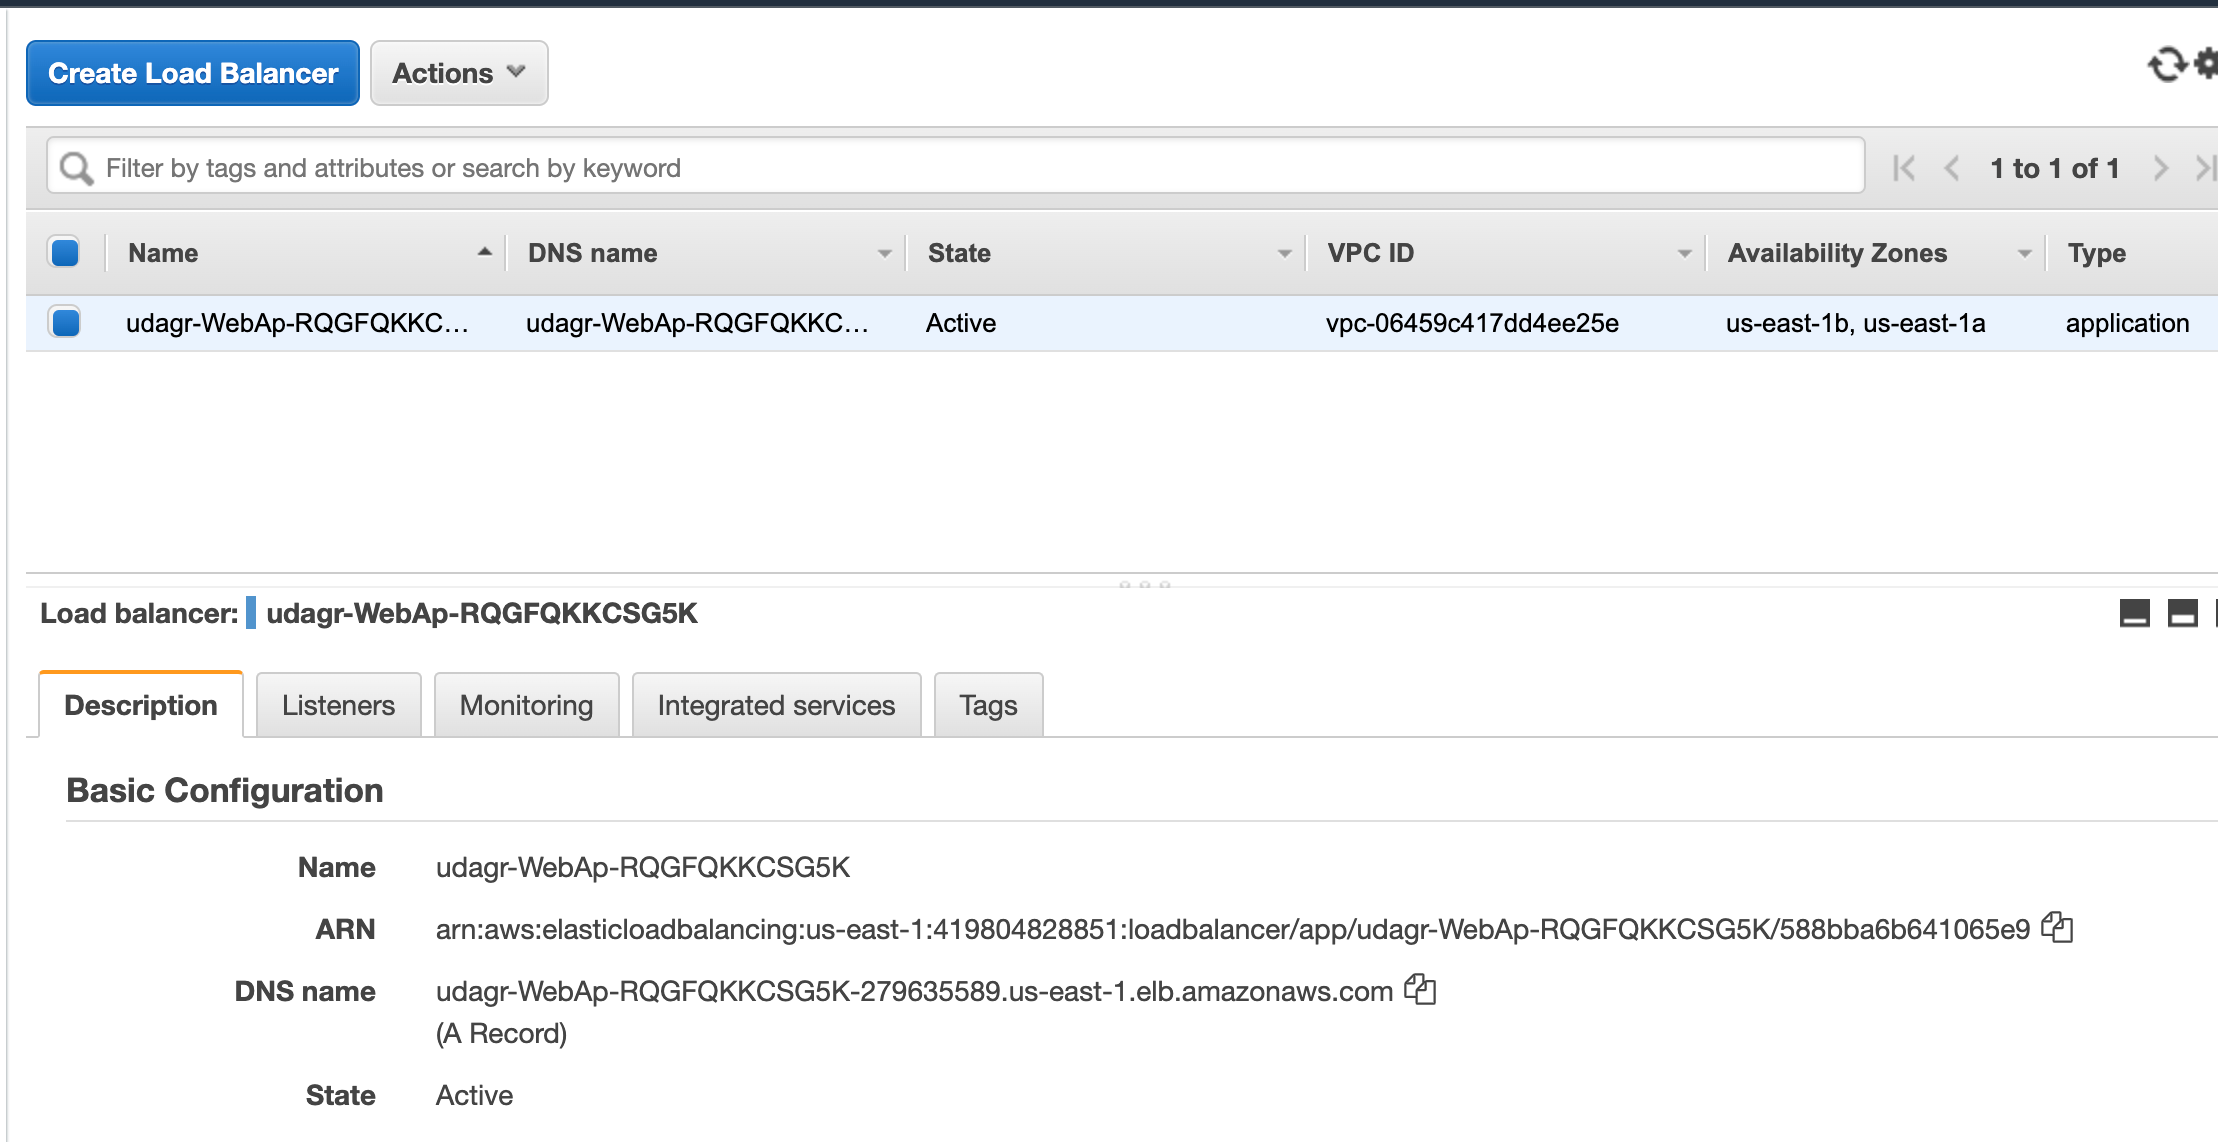 Create Load Balancer Actions
Filter by tags and attributes or search by keyword 1 to 1 of 1
Name DNS name State VPC ID Availability Zones Type
udagr-WebAp-RQGFQKKC... udagr-WebAp-RQGFQKKC... Active vpc-06459c417dd4ee25e us-east-1b, us-east-1a application
Load balancer: udagr-WebAp-RQGFQKKCSG5K
Description Listeners Monitoring Integrated services Tags
Basic Configuration
Name udagr-WebAp-RQGFQKKCSG5K
ARN arn:aws:elasticloadbalancing:us-east-1:419804828851:loadbalancer/app/udagr-WebAp-RQGFQKKCSG5K/588bba6b641065e9
DNS name udagr-WebAp-RQGFQKKCSG5K-279635589.us-east-1.elb.amazonaws.com
(A Record)
State Active